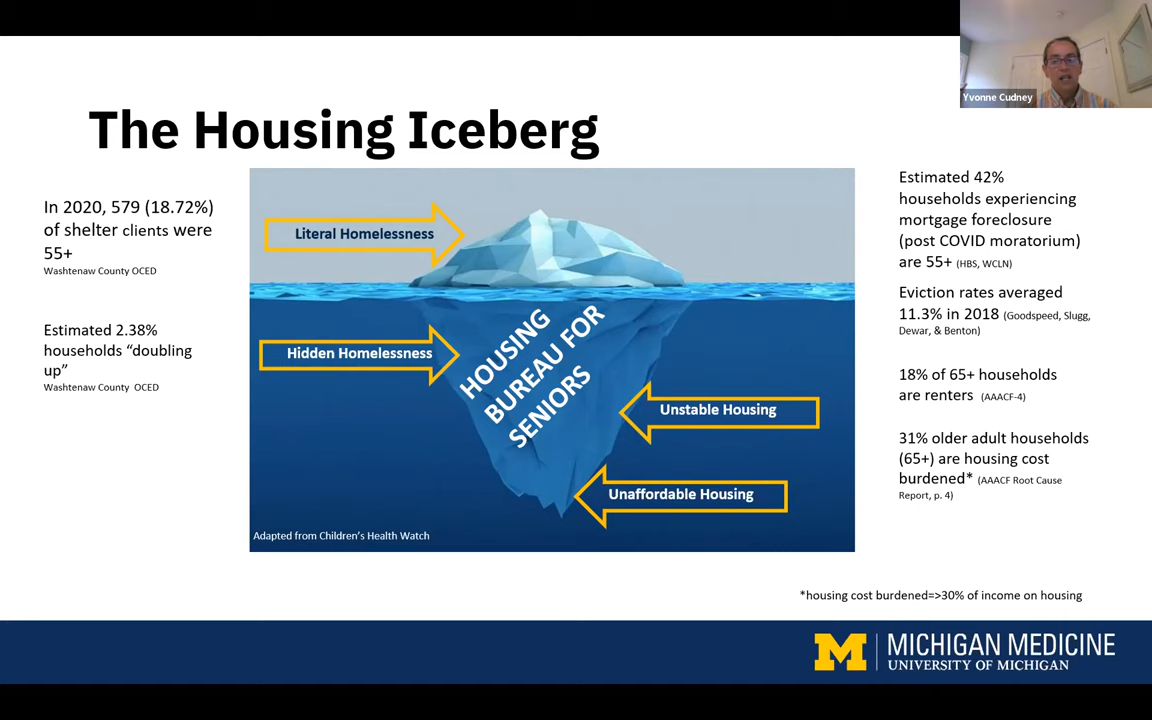 Yvonne Cudney
The Housing Iceberg
In 2020, 579 (18.72%)
of shelter clients were
55+
Washtenaw County OCED
Estimated 2.38%
households “doubling
up”
Washtenaw County OCED
Literal Homelessness
Hidden Homelessness
HOUSING
BUREAU FOR
SENIORS
Unstable Housing
Unaffordable Housing
Adapted from Children’s Health Watch
Estimated 42%
households experiencing
mortgage foreclosure
(post COVID moratorium)
are 55+ (HBS, WCLN)
Eviction rates averaged
11.3% in 2018 (Goodspeed, Slugg,
Dewar, & Benton)
18% of 65+ households
are renters (AAACF-4)
31% older adult households
(65+) are housing cost
burdened* (AAACF Root Cause
Report, p. 4)
*housing cost burdened=>30% of income on housing
M MICHIGAN MEDICINE
UNIVERSITY OF MICHIGAN